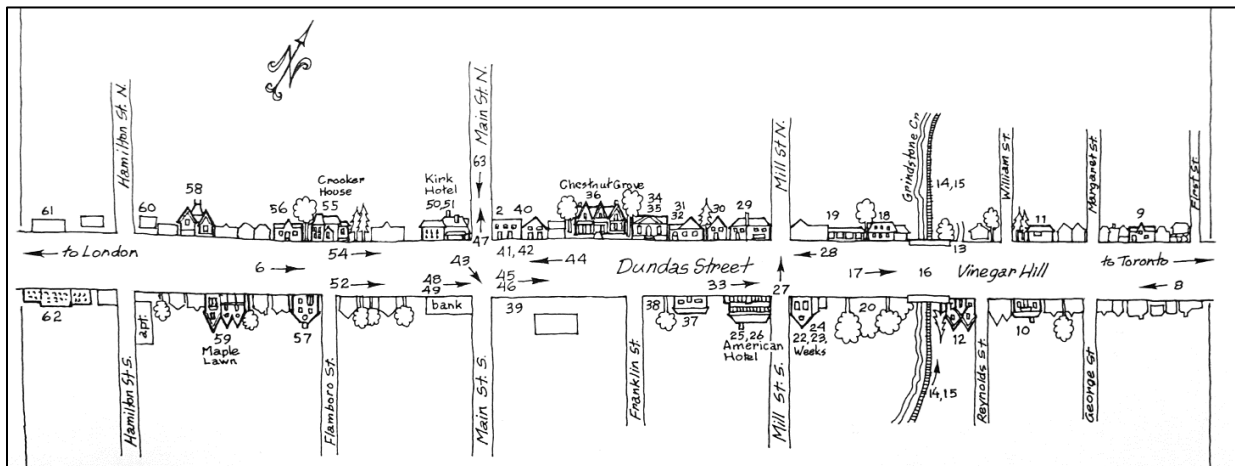 N
Hamilton St. N.
Main St. N.
63
Mill St. N.
Grindstone Cr.
14,15
William St.
Margaret St.
First St.
61
60
58
56
Crooker
House
55
Kirk
Hotel
50,51
2
40
Chestnut Grove
36
34
35
31
32
30
29
19
18
11
9
13
47
to London
6
54
43
41, 42
44
Dundas Street
28
17
16
Vinegar Hill
to Toronto
52
48
49
45
46
33
27
8
62
apt.
59
Maple
Lawn
57
bank
39
38
37
25, 26
American
Hotel
24
22, 23,
Weeks
20
12
10
14,15
Hamilton St. S.
Flamboro St.
Main St. S.
Franklin St.
Mill St. S.
Reynolds St.
George St